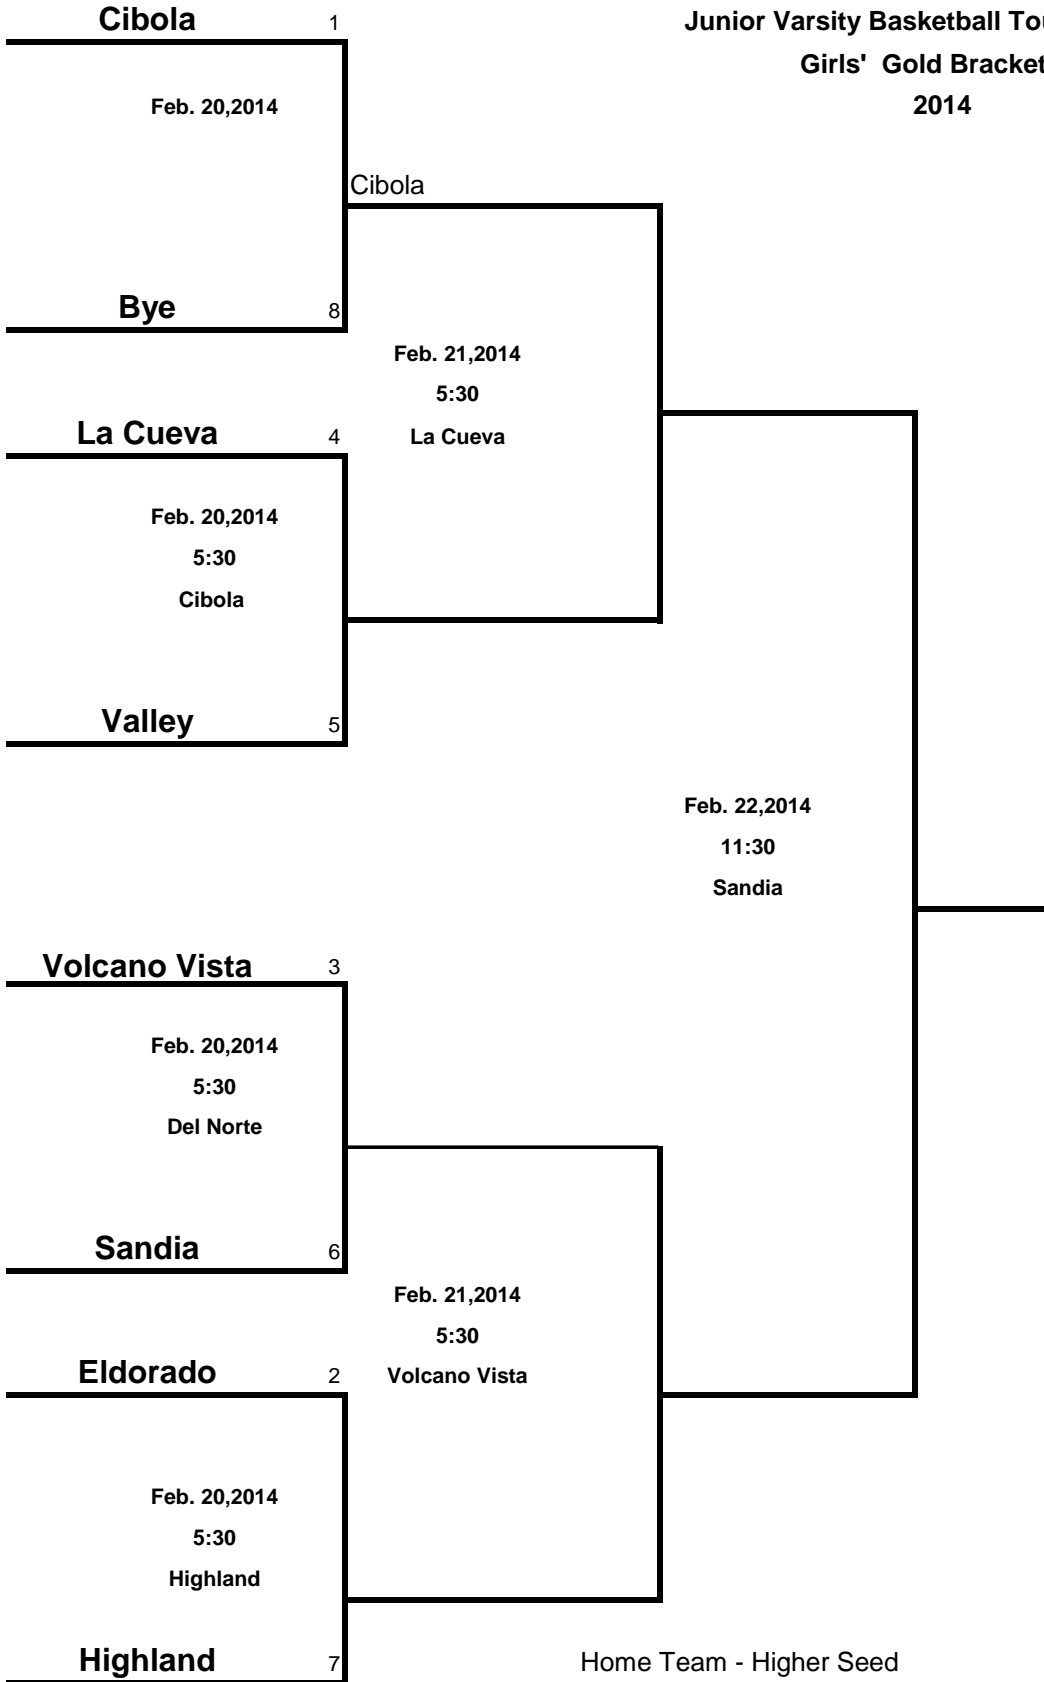 Cibola 1
Junior Varsity Basketball Tou
Girls' Gold Bracket
Feb. 20,2014
2014
Cibola
Bye 8
Feb. 21,2014
5:30
La Cueva 4
La Cueva
Feb. 20,2014
5:30
Cibola
Valley 5
Feb. 22,2014
11:30
Sandia
Volcano Vista 3
Feb. 20,2014
5:30
Del Norte
Sandia 6
Feb. 21,2014
5:30
Eldorado 2
Volcano Vista
Feb. 20,2014
5:30
Highland
Highland 7
Home Team - Higher Seed